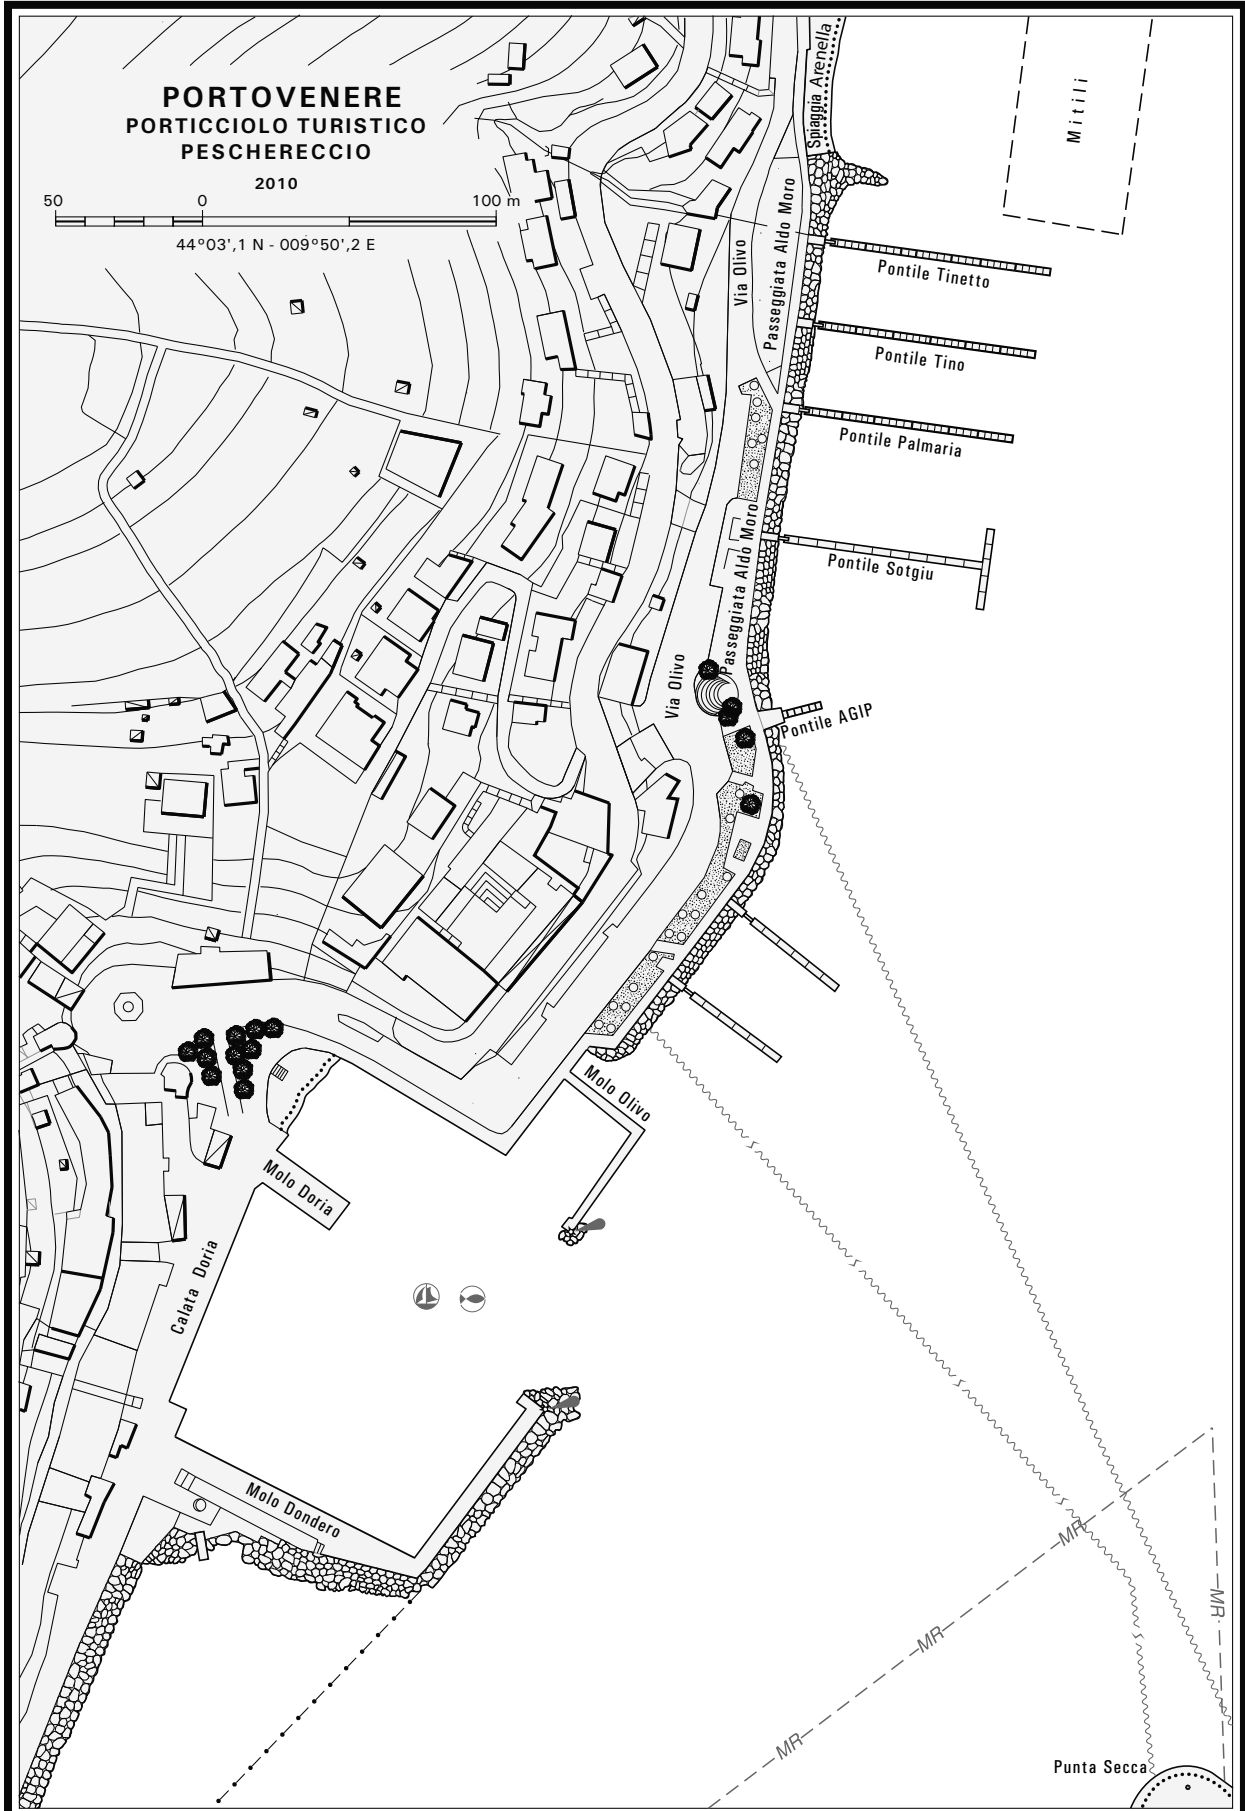 PORTOVENERE
PORTICCIOLO TURISTICO
PESCHERECCIO
2010
50 0 100 m
44°03',1 N - 009°50',2 E
Spiaggia Arenella
Mitili
Passeggiata Aldo Moro
Via Olivo
Pontile Tinetto
Pontile Tino
Pontile Palmaria
Passeggiata Aldo Moro
Pontile Sotgiu
Via Olivo
Pontile AGIP
Molo Olivo
Molo Doria
Calata Doria
Molo Dondero
MR
MR
MR
MR
Punta Secca